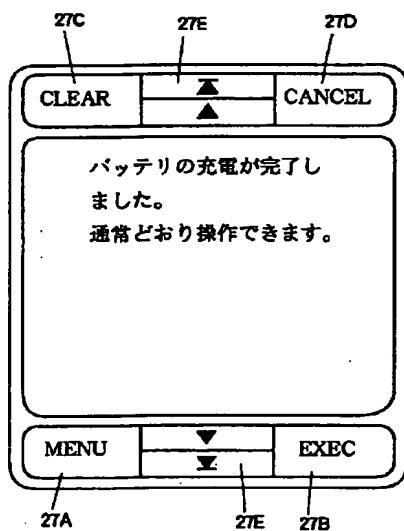 27C 27E 27D
CLEAR CANCEL
バッテリの充電が完了し
ました。
通常どおり操作できます。
MENU EXEC
27A 27E 27B